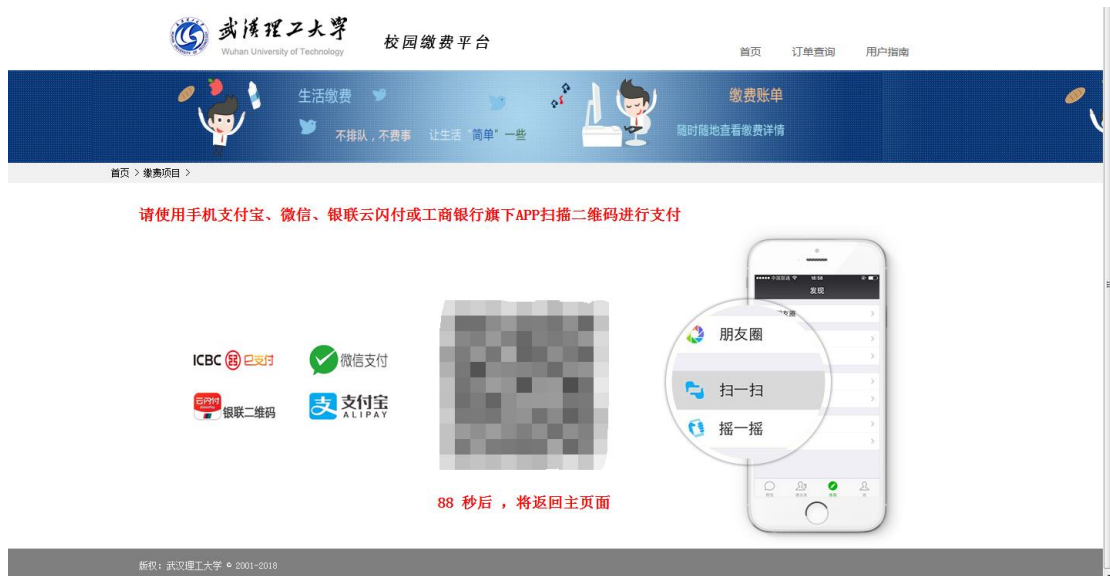 武汉理工大学
Wuhan University of Technology
校园缴费平台
首页 订单查询 用户指南
生活缴费
不排队，不费事 让生活“简单”一些
缴费账单
随时随地查看缴费详情
首页 > 缴费项目 >
请使用手机支付宝、微信、银联云闪付或工商银行旗下APP扫描二维码进行支付
发现
朋友圈
扫一扫
摇一摇
ICBC e支付
微信支付
云闪付
银联二维码
支 支付宝
ALIPAY
88 秒后 ，将返回主页面
版权：武汉理工大学 © 2001-2018